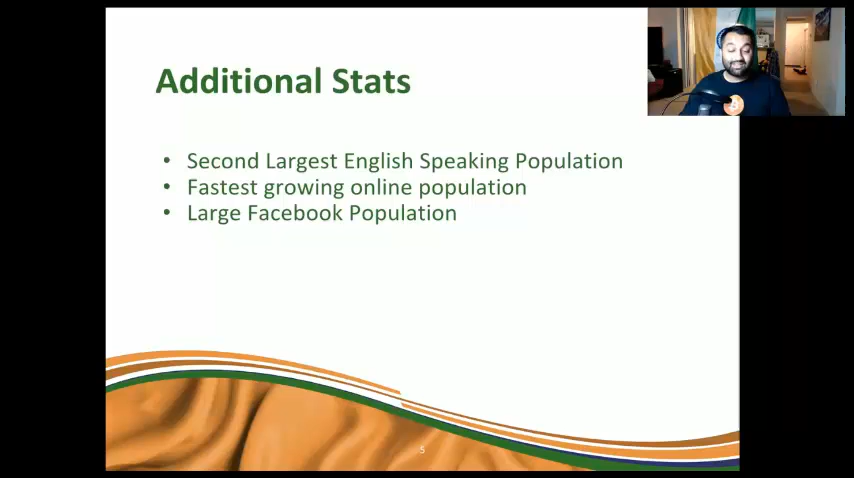 Additional Stats
• Second Largest English Speaking Population
• Fastest growing online population
• Large Facebook Population
5